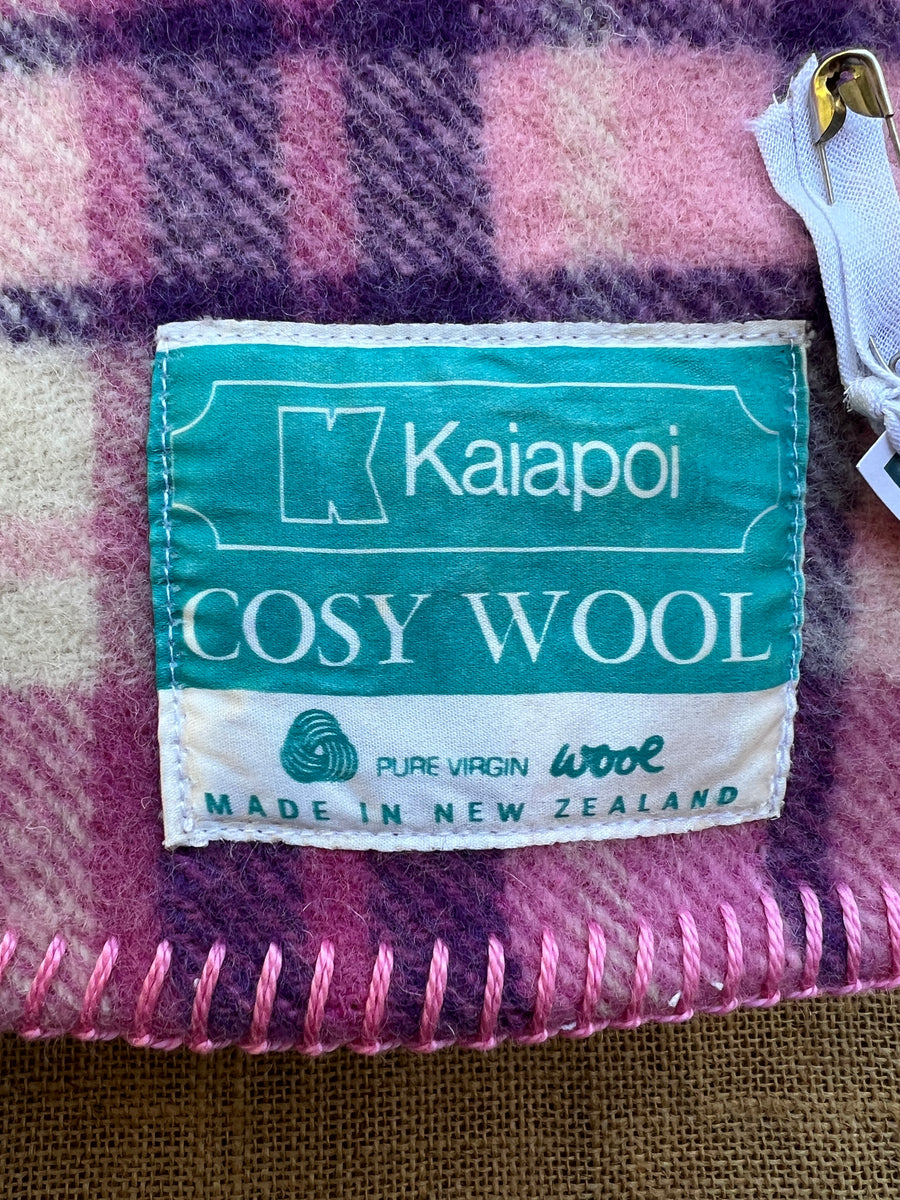 K Kaiapoi
COSY WOOL
PURE VIRGIN wool
MADE IN NEW ZEALAND